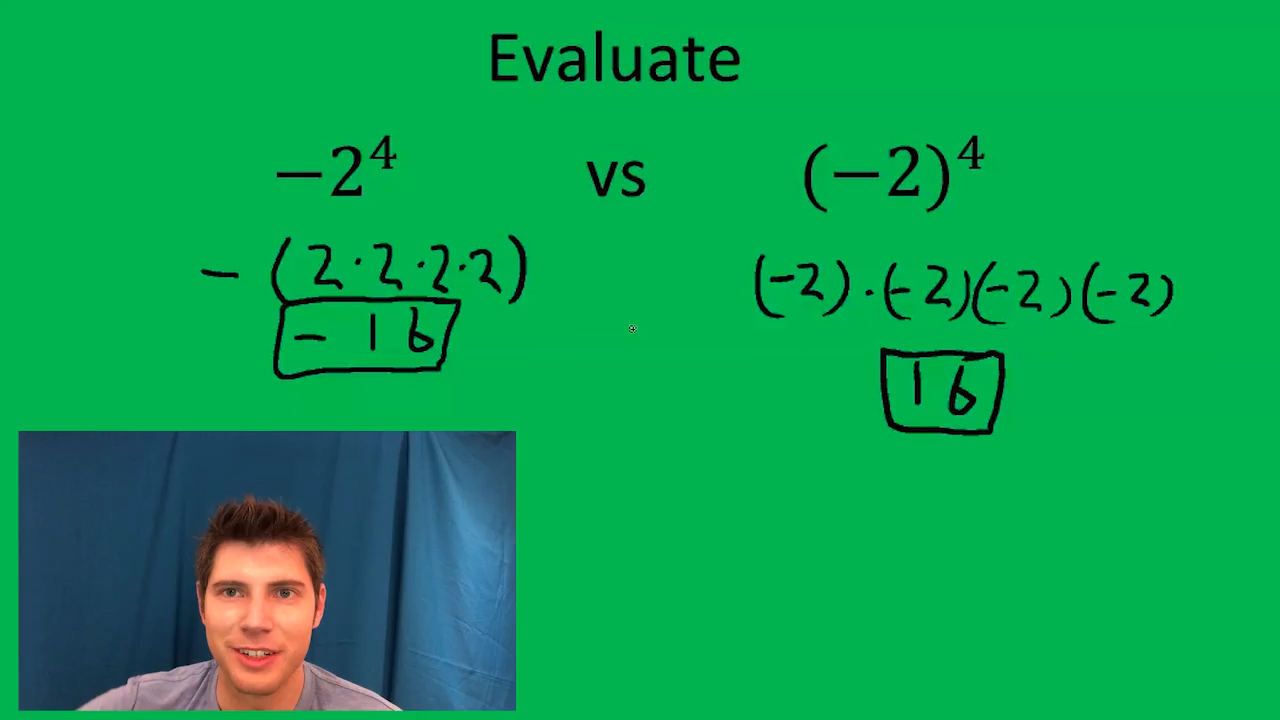 Evaluate
−2⁴ vs (−2)⁴
- (2·2·2·2) (-2)·(-2)(-2)(-2)
- 16
16